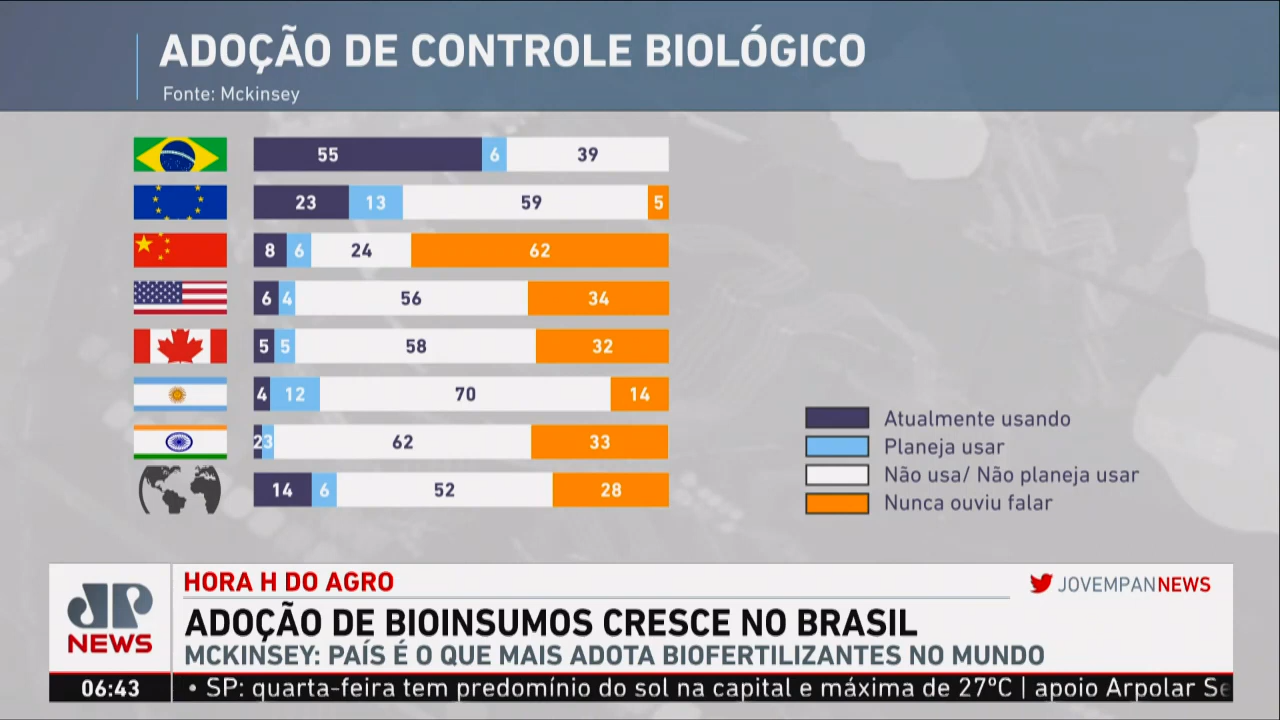 ADOÇÃO DE CONTROLE BIOLÓGICO
Fonte: Mckinsey
55 6 39
23 13 59 5
8 6 24 62
6 4 56 34
5 5 58 32
4 12 70 14
2 3 62 33
14 6 52 28
Atualmente usando
Planeja usar
Não usa/ Não planeja usar
Nunca ouviu falar
JP
NEWS
HORA H DO AGRO
JOVEMPANNEWS
ADOÇÃO DE BIOINSUMOS CRESCE NO BRASIL
MCKINSEY: PAÍS É O QUE MAIS ADOTA BIOFERTILIZANTES NO MUNDO
06:43
• SP: quarta-feira tem predomínio do sol na capital e máxima de 27ºC | apoio Arpolar